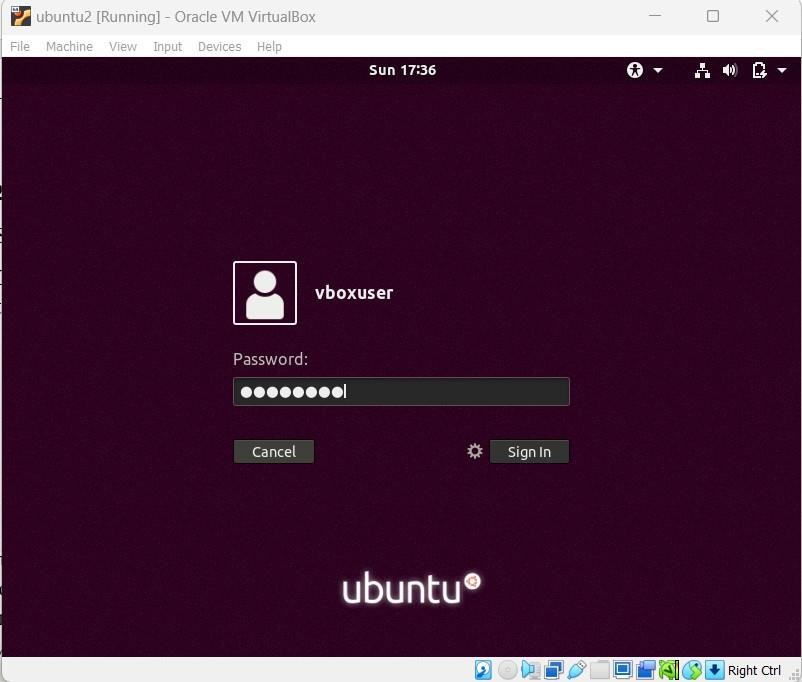 ubuntu2 [Running] - Oracle VM VirtualBox
File Machine View Input Devices Help
Sun 17:36
vboxuser
Password:
Cancel Sign In
ubuntu
Right Ctrl